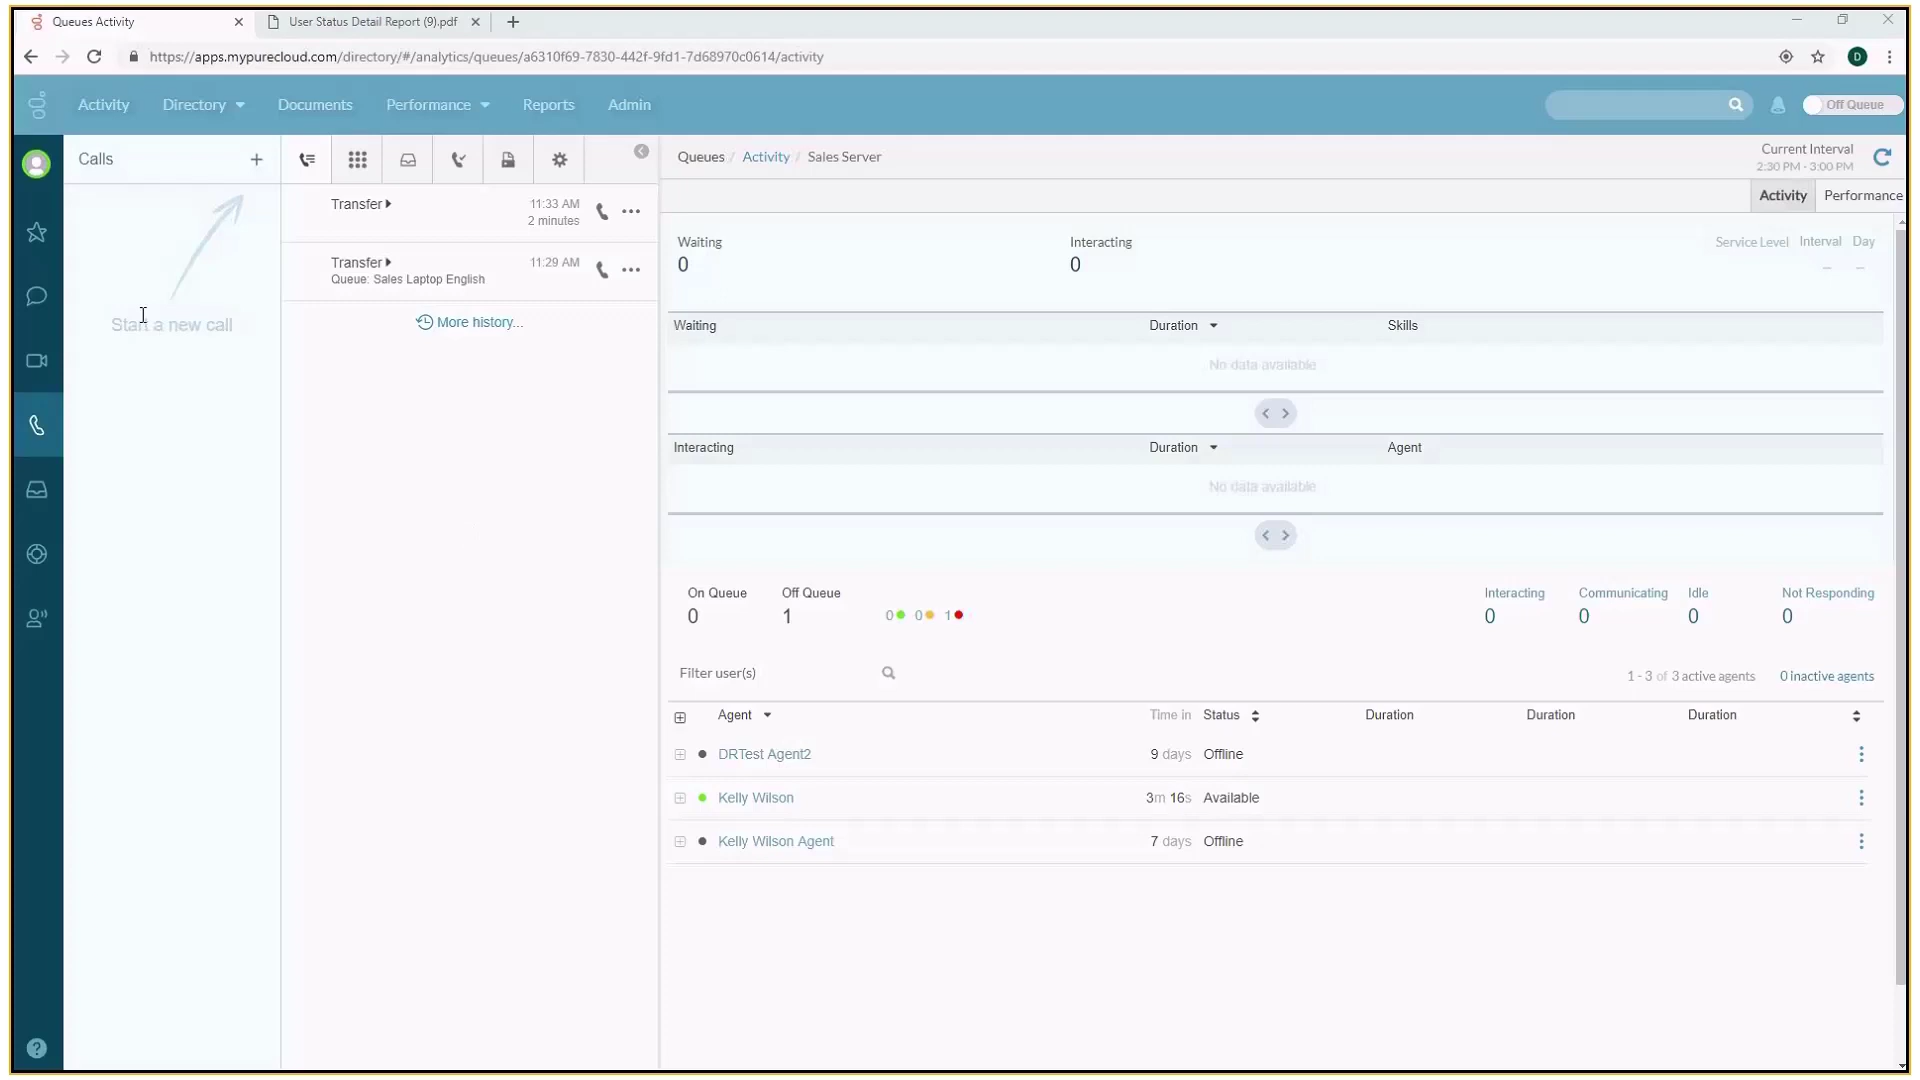 Queues Activity
User Status Detail Report (9).pdf
https://apps.mypurecloud.com/directory/#/analytics/queues/a6310f69-7830-442f-9fd1-7d68970c0614/activity
D
Activity Directory Documents Performance Reports Admin
Off Queue
Calls +
Start a new call
Transfer
11:33 AM
2 minutes
Transfer
11:29 AM
Queue: Sales Laptop English
More history...
Queues / Activity / Sales Server
Current Interval
2:30 PM - 3:00 PM
Activity Performance
Waiting
0
Interacting
0
Service Level Interval Day
– –
Waiting Duration Skills
No data available
< >
Interacting Duration Agent
No data available
< >
On Queue Off Queue
0 1 0 0 1
Interacting Communicating Idle Not Responding
0 0 0 0
Filter user(s)
1 - 3 of 3 active agents 0 inactive agents
Agent Time in Status Duration Duration Duration
DRTest Agent2 9 days Offline
Kelly Wilson 3m 16s Available
Kelly Wilson Agent 7 days Offline
?